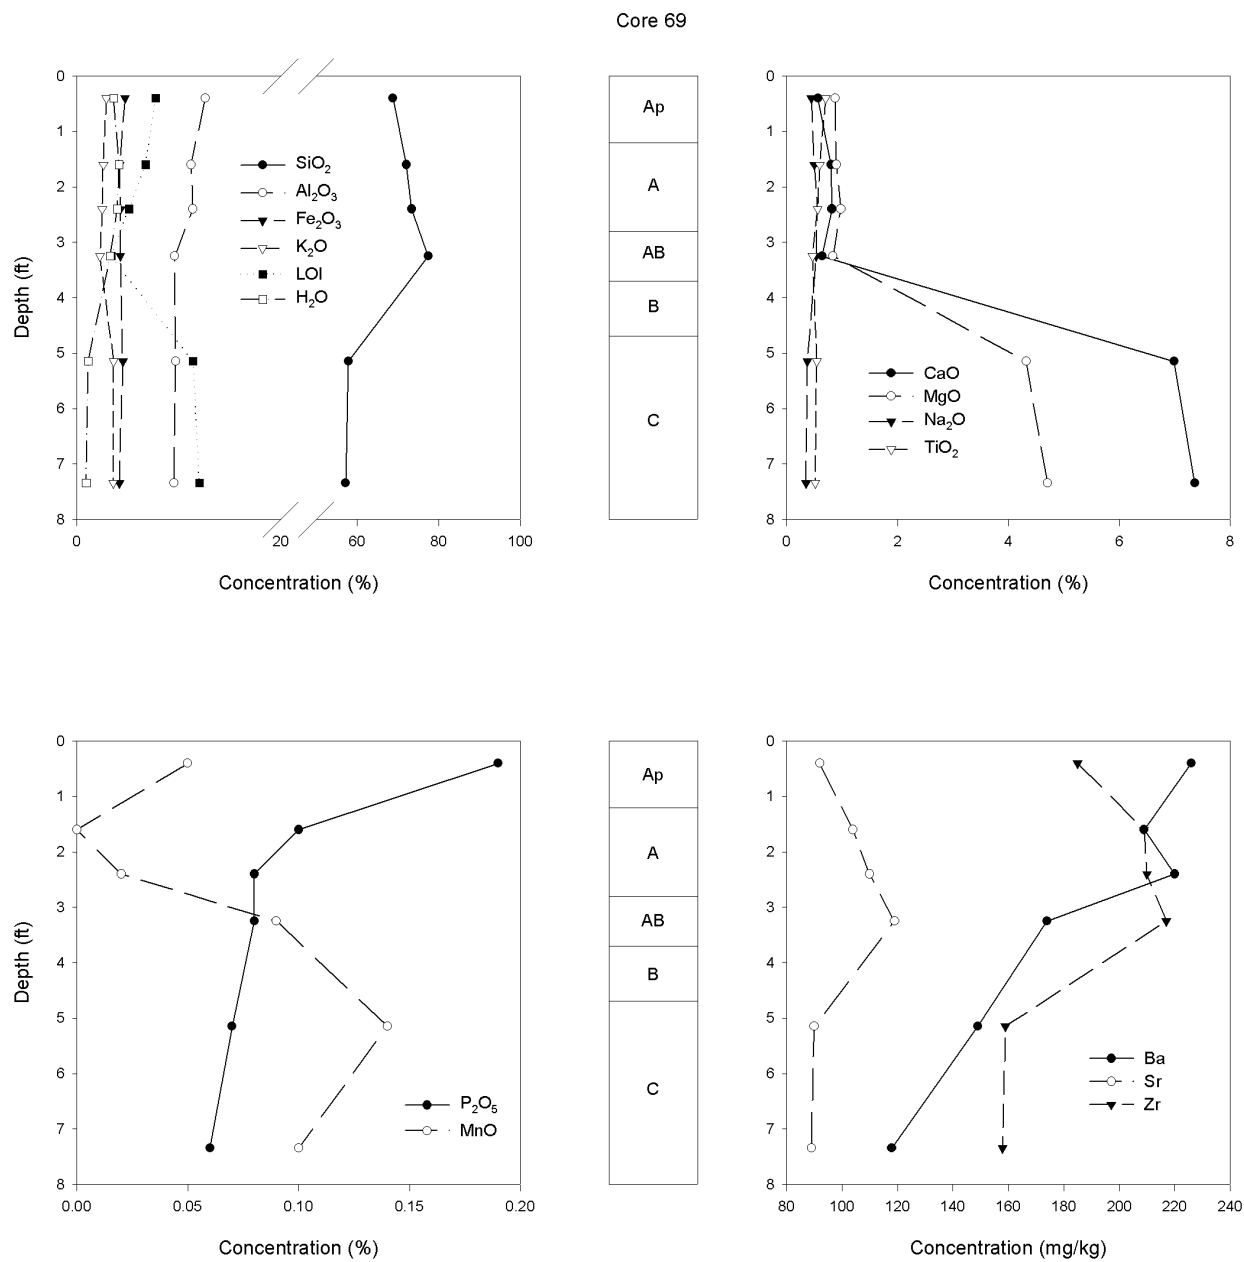 Core 69
0
1
2
3
4
5
6
7
8
Depth (ft)
SiO₂
Al₂O₃
Fe₂O₃
K₂O
LOI
H₂O
0 20 60 80 100
Concentration (%)
Ap
A
AB
B
C
0
1
2
3
4
5
6
7
8
CaO
MgO
Na₂O
TiO₂
0 2 4 6 8
Concentration (%)
0
1
2
3
4
5
6
7
8
Depth (ft)
P₂O₅
MnO
0.00 0.05 0.10 0.15 0.20
Concentration (%)
Ap
A
AB
B
C
0
1
2
3
4
5
6
7
8
Ba
Sr
Zr
80 100 120 140 160 180 200 220 240
Concentration (mg/kg)